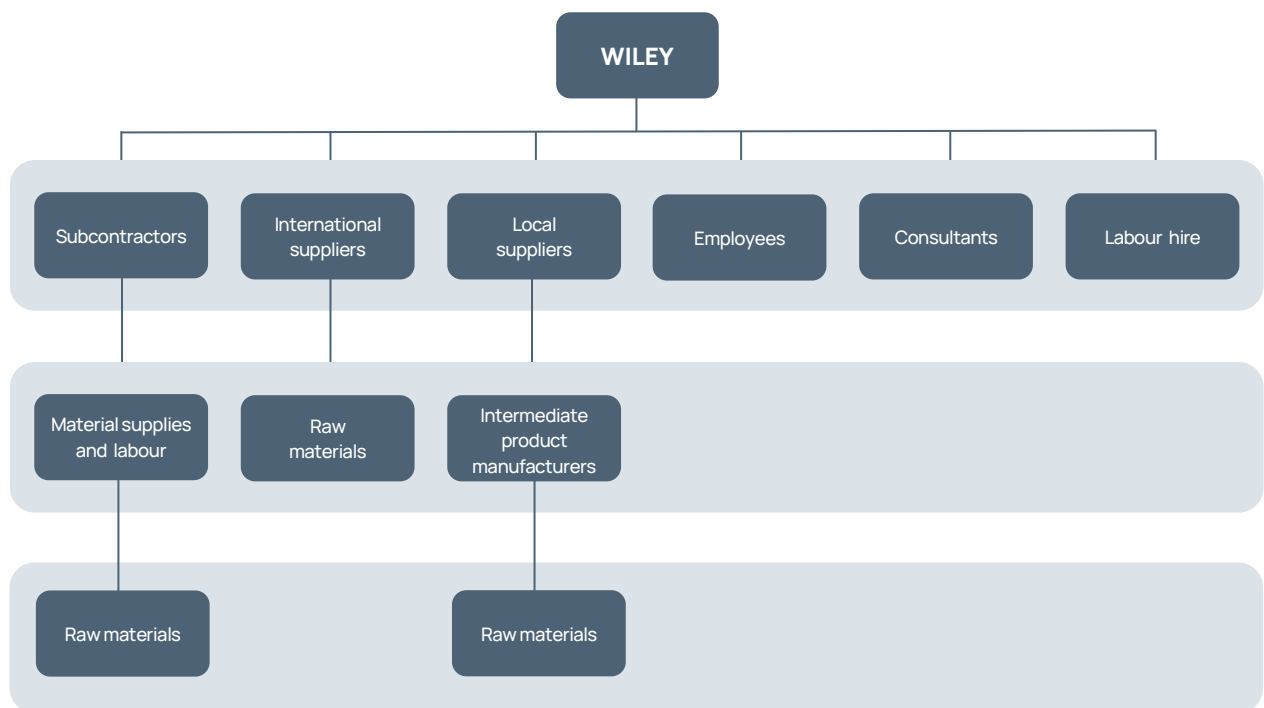 WILEY
Subcontractors
International
suppliers
Local
suppliers
Employees
Consultants
Labour hire
Material supplies
and labour
Raw
materials
Intermediate
product
manufacturers
Raw materials
Raw materials